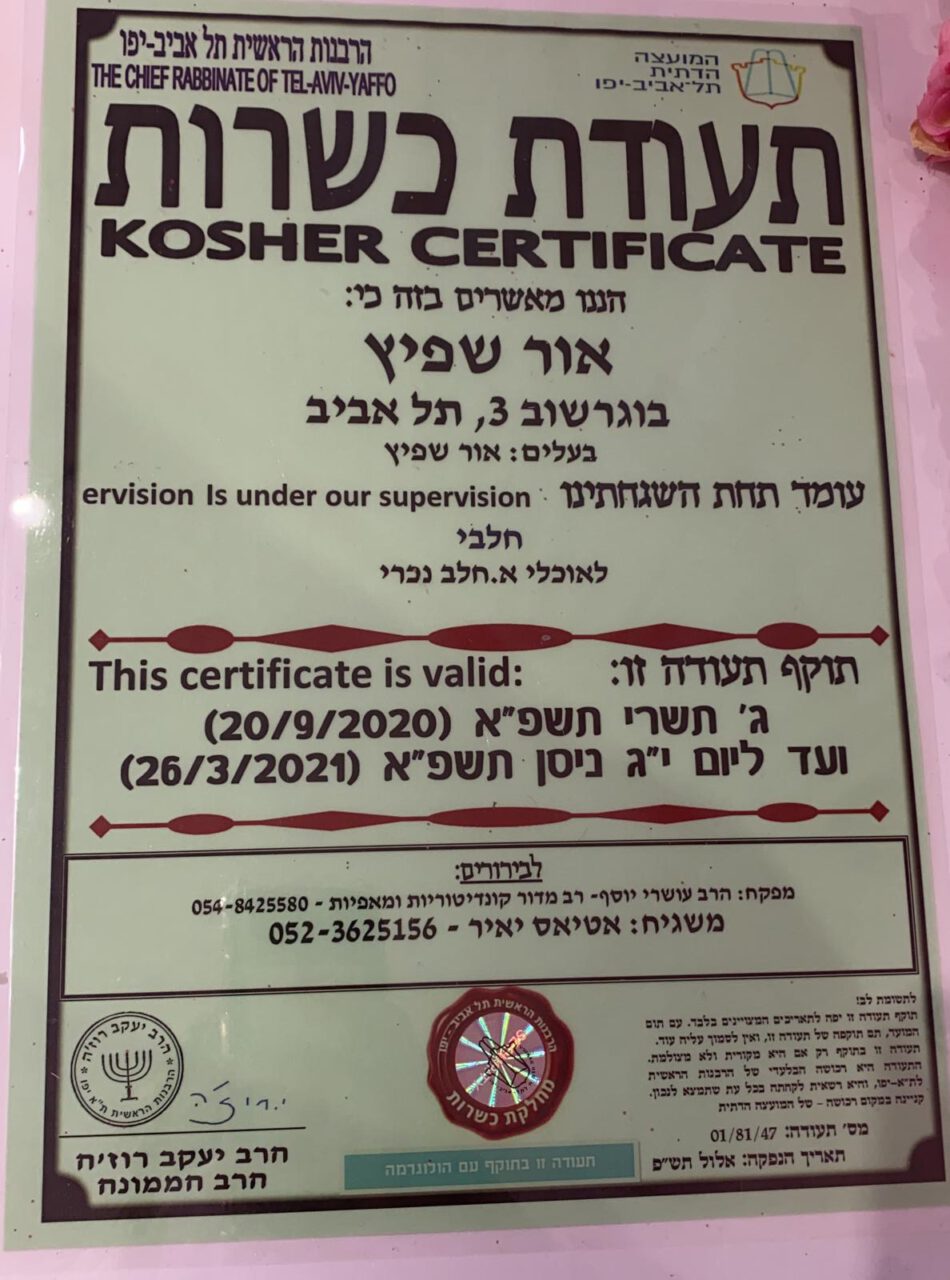 הרבנות הראשית תל אביב-יפו
THE CHIEF RABBINATE OF TEL-AVIV-YAFFO
המועצה
הדתית
תל-אביב-יפו
תעודת כשרות
KOSHER CERTIFICATE
הננו מאשרים בזה כי:
אור שפיץ
בוגרשוב 3, תל אביב
בעלים: אור שפיץ
עומד תחת השגחתינו Is under our supervision ervision
חלבי
לאוכלי א.חלב נכרי
תוקף תעודה זו: This certificate is valid:
ג' תשרי תשפ"א (20/9/2020)
ועד ליום י"ג ניסן תשפ"א (26/3/2021)
לבירורים:
מפקח: הרב עושרי יוסף- רב מדור קונדיטוריות ומאפיות - 054-8425580
משגיח: אטיאס יאיר - 052-3625156
הרב יעקב רוז'ה
הרבנות הראשית ת"א יפו
חרב יעקב רוז'ח
הרב חממונח
הרבנות הראשית תל אביב-יפו
מחלקת כשרות
תעודה זו בתוקף עם הולוגרמה
לתשומת לב!
תוקף תעודה זו יפה לתאריכים המצויינים בלבד. עם תום
המועד, תם תוקפה של תעודה זו, ואין לסמוך עליה עוד.
תעודה זו בתוקף רק אם היא מקורית ולא מצולמת.
התעודה היא רכושה הבלעדי של הרבנות הראשית
לת"א-יפו, והיא רשאית לקחתה בכל עת שתמצא לנכון.
קניינה במקום רכושה - של המועצה הדתית
מס' תעודה: 01/81/47
תאריך הנפקה: אלול תש"פ